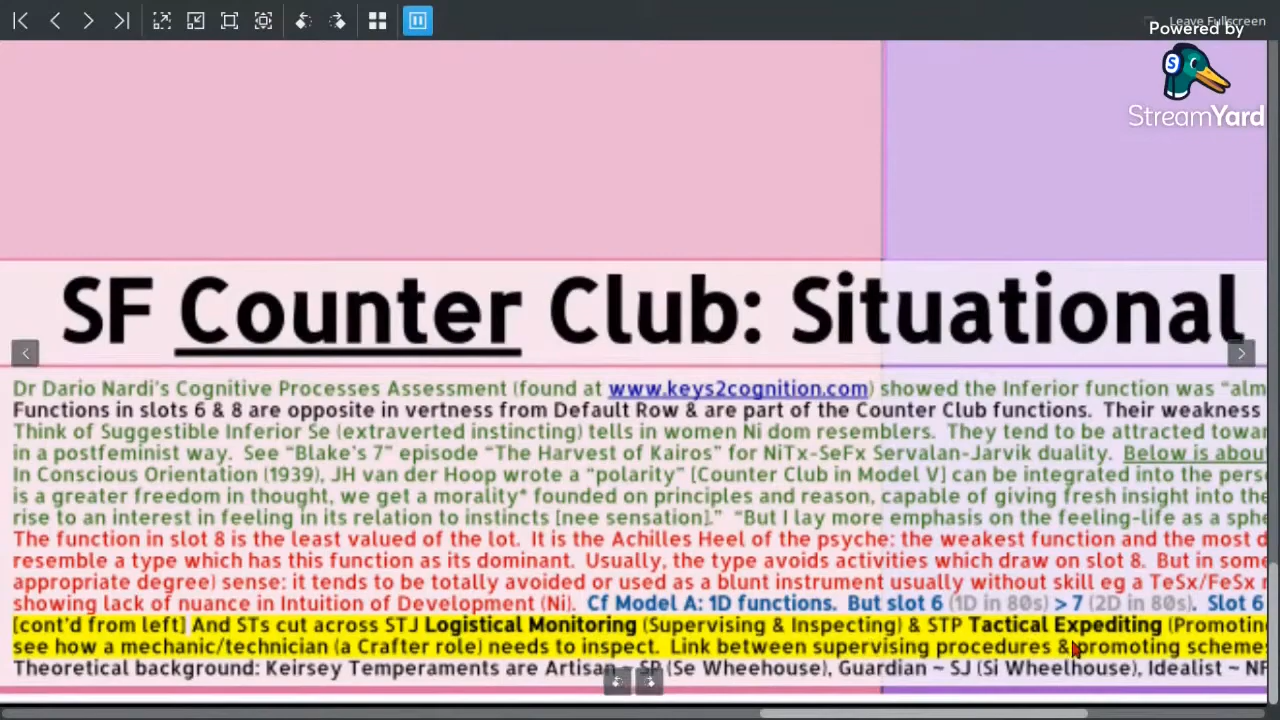 Leave Fullscreen
Powered by
S
StreamYard
SF Counter Club: Situational
Dr Dario Nardi's Cognitive Processes Assessment (found at www.keys2cognition.com) showed the Inferior function was "alm
Functions in slots 6 & 8 are opposite in vertness from Default Row & are part of the Counter Club functions. Their weakness
Think of Suggestible Inferior Se (extraverted instincting) tells in women Ni dom resemblers. They tend to be attracted towar
in a postfeminist way. See "Blake's 7" episode "The Harvest of Kairos" for NiTx-SeFx Servalan-Jarvik duality. Below is abou
In Conscious Orientation (1939), JH van der Hoop wrote a "polarity" [Counter Club in Model V] can be integrated into the pers
is a greater freedom in thought, we get a morality* founded on principles and reason, capable of giving fresh insight into the
rise to an interest in feeling in its relation to instincts [nee sensation]." "But I lay more emphasis on the feeling-life as a sphe
The function in slot 8 is the least valued of the lot. It is the Achilles Heel of the psyche: the weakest function and the most d
resemble a type which has this function as its dominant. Usually, the type avoids activities which draw on slot 8. But in some
appropriate degree) sense: it tends to be totally avoided or used as a blunt instrument usually without skill eg a TeSx/FeSx
showing lack of nuance in Intuition of Development (Ni). Cf Model A: 1D functions. But slot 6 (1D in 80s) > 7 (2D in 80s). Slot 6
[cont'd from left] And STs cut across STJ Logistical Monitoring (Supervising & Inspecting) & STP Tactical Expediting (Promoting
see how a mechanic/technician (a Crafter role) needs to inspect. Link between supervising procedures & promoting schemes
Theoretical background: Keirsey Temperaments are Artisan ~ SP (Se Wheehouse), Guardian ~ SJ (Si Wheelhouse), Idealist ~ NF